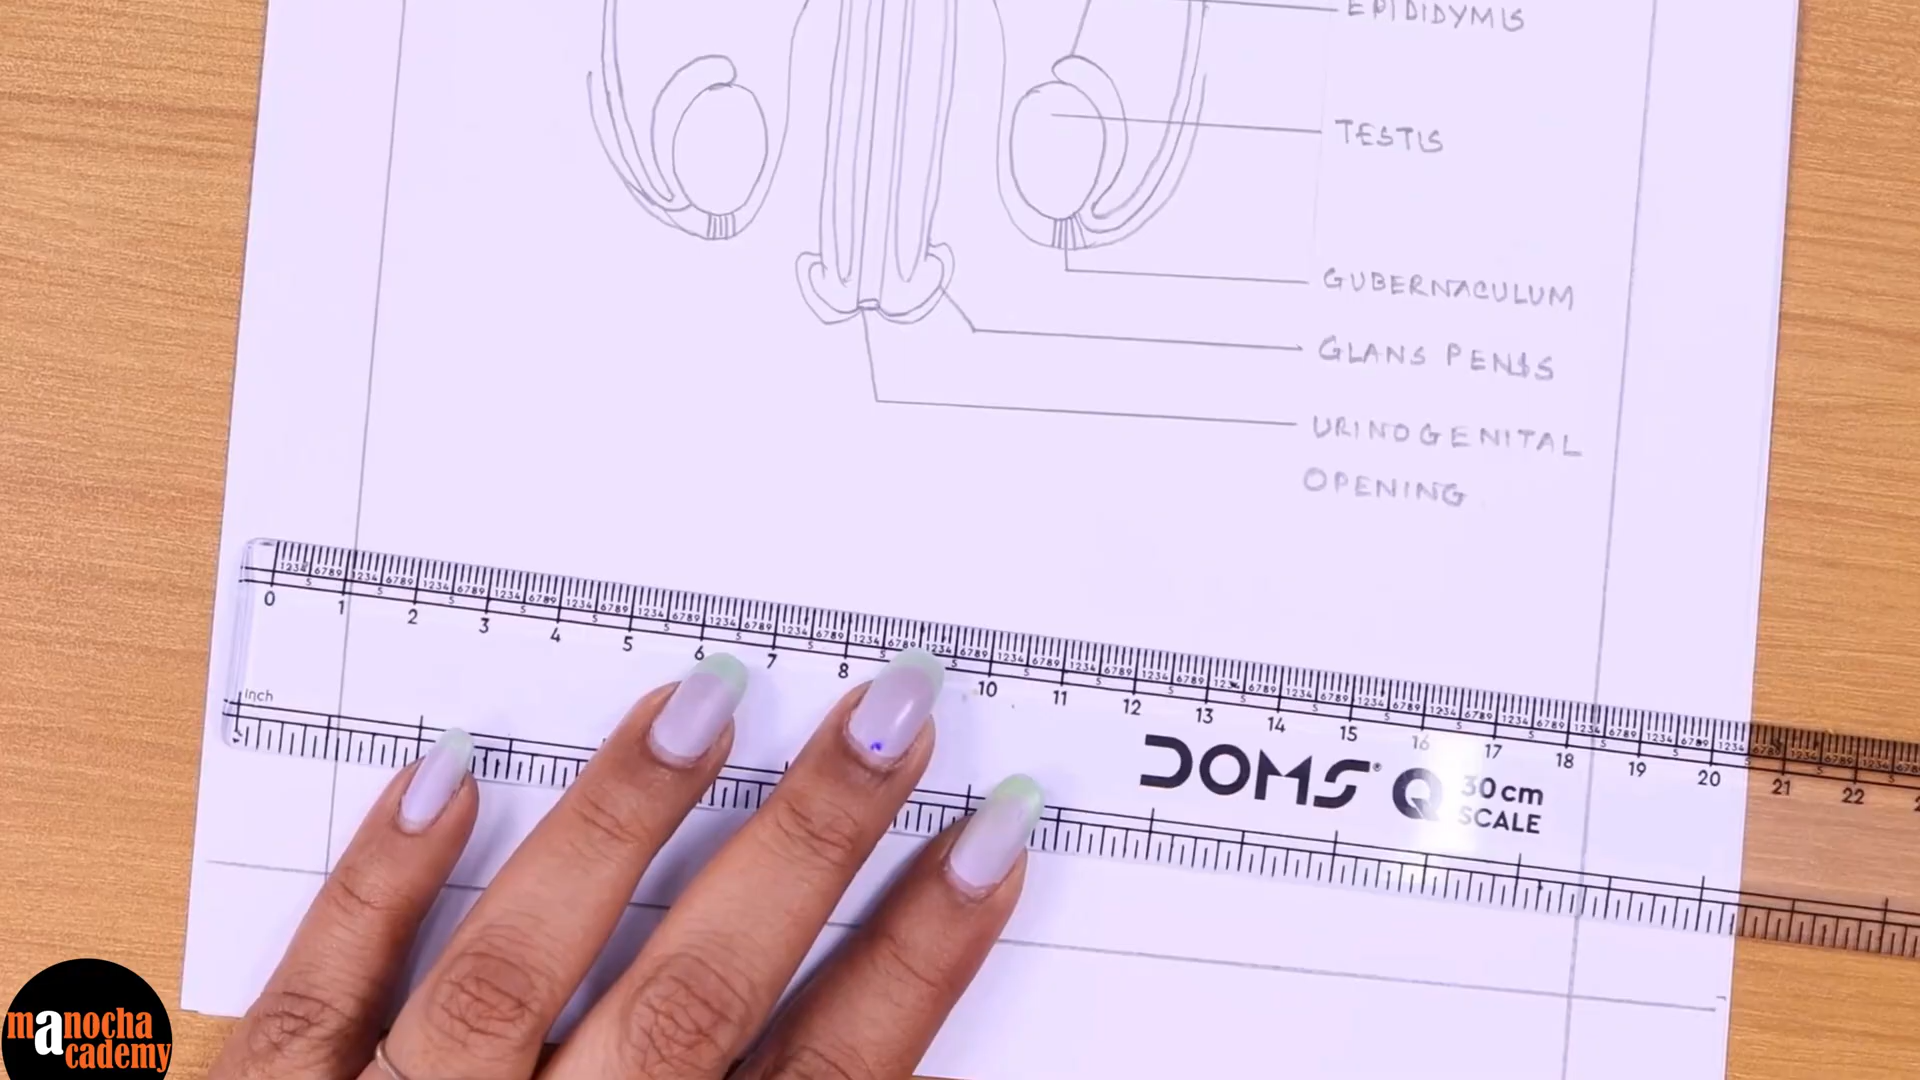 EPIDIDYMIS
TESTIS
GUBERNACULUM
GLANS PENIS
URINOGENITAL
OPENING
0 1 2 3 4 5 6 7 8 10 11 12 13 14 15 16 17 18 19 20 21 22
Inch
DOMS® Q 30 cm
SCALE
manocha
academy